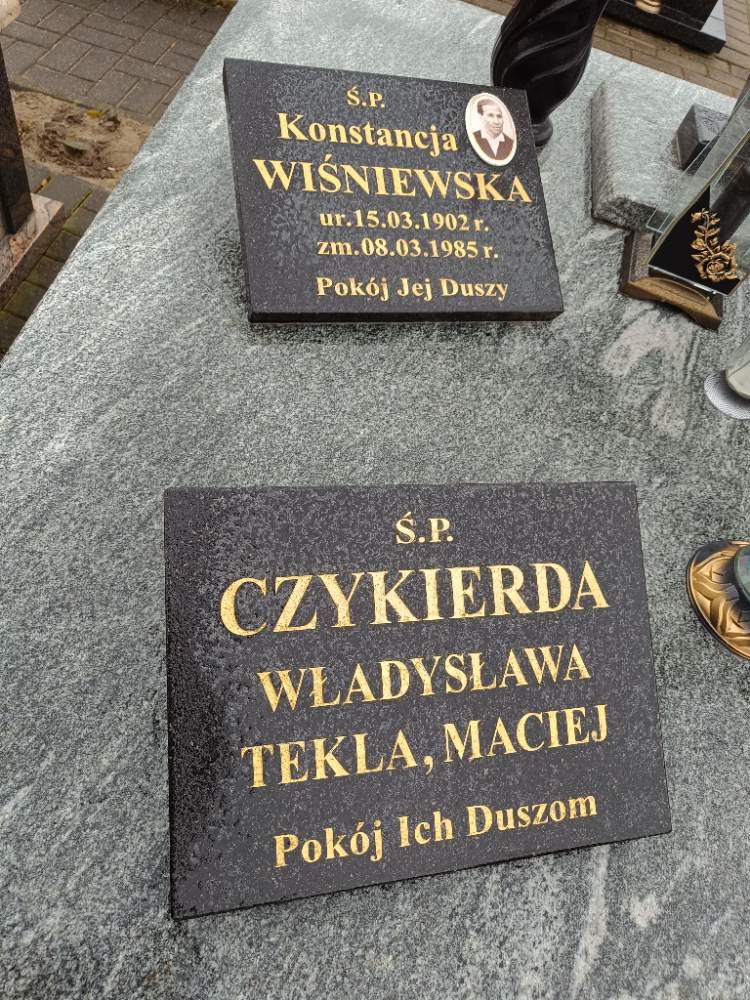 Ś.P.
Konstancja
WIŚNIEWSKA
ur.15.03.1902 r.
zm.08.03.1985 r.
Pokój Jej Duszy
Ś.P.
CZYKIERDA
WŁADYSŁAWA
TEKLA, MACIEJ
Pokój Ich Duszom